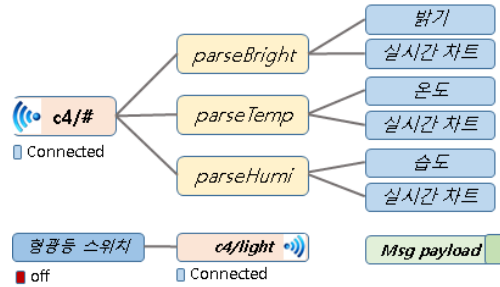 밝기
parseBright
실시간 차트
온도
c4/#
parseTemp
실시간 차트
Connected
습도
parseHumi
실시간 차트
형광등 스위치
c4/light
Msg payload
off
Connected